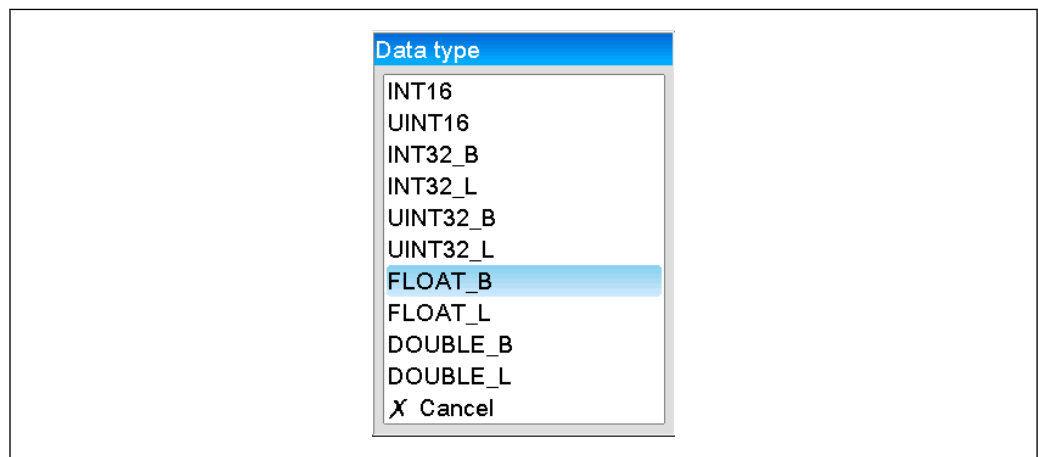 Data type
INT16
UINT16
INT32_B
INT32_L
UINT32_B
UINT32_L
FLOAT_B
FLOAT_L
DOUBLE_B
DOUBLE_L
X Cancel